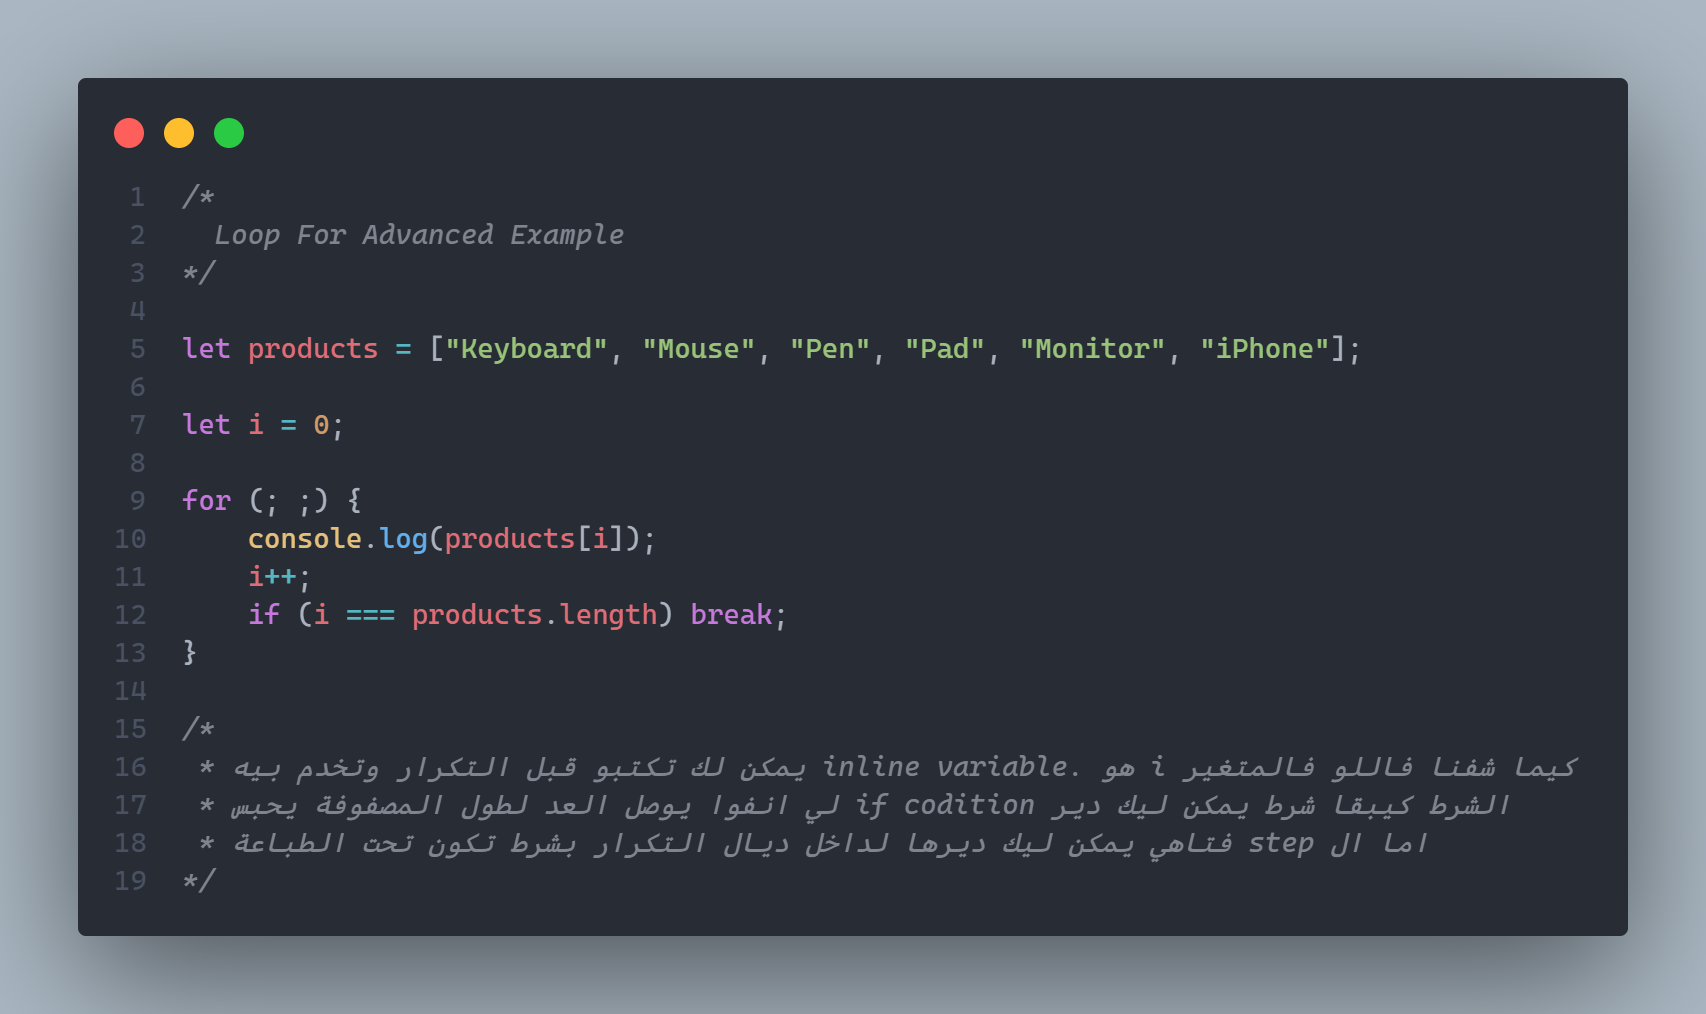 1 /*
2   Loop For Advanced Example
3 */
4
5 let products = ["Keyboard", "Mouse", "Pen", "Pad", "Monitor", "iPhone"];
6
7 let i = 0;
8
9 for (; ;) {
10     console.log(products[i]);
11     i++;
12     if (i === products.length) break;
13 }
14
15 /*
16  * كيما شفنا فاللو فالمتغير i هو .inline variable يمكن لك تكتبو قبل التكرار وتخدم بيه
17  * الشرط كيبقا شرط يمكن ليك دير if codition لي انفوا يوصل العد لطول المصفوفة يحبس
18  * اما ال step فتاهي يمكن ليك ديرها لداخل ديال التكرار بشرط تكون تحت الطباعة
19 */